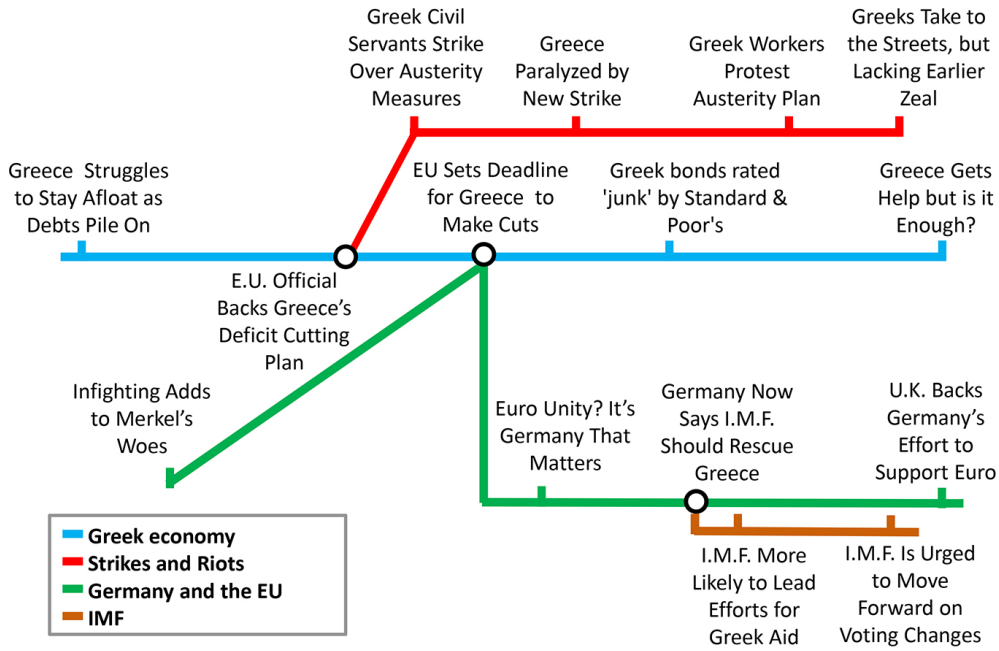 Greek Civil
Servants Strike
Over Austerity
Measures
Greece
Paralyzed by
New Strike
Greek Workers
Protest
Austerity Plan
Greeks Take to
the Streets, but
Lacking Earlier
Zeal
Greece Struggles
to Stay Afloat as
Debts Pile On
EU Sets Deadline
for Greece to
Make Cuts
Greek bonds rated
'junk' by Standard &
Poor's
Greece Gets
Help but is it
Enough?
E.U. Official
Backs Greece’s
Deficit Cutting
Plan
Infighting Adds
to Merkel’s
Woes
Euro Unity? It’s
Germany That
Matters
Germany Now
Says I.M.F.
Should Rescue
Greece
U.K. Backs
Germany’s
Effort to
Support Euro
I.M.F. More
Likely to Lead
Efforts for
Greek Aid
I.M.F. Is Urged
to Move
Forward on
Voting Changes
Greek economy
Strikes and Riots
Germany and the EU
IMF